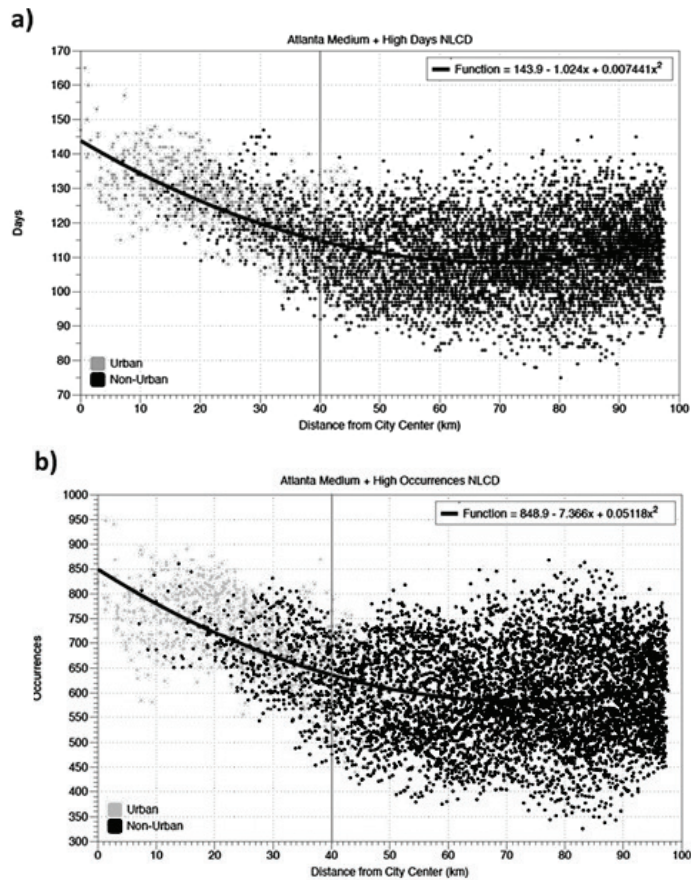 a)
Atlanta Medium + High Days NLCD
Function = 143.9 - 1.024x + 0.007441x²
170
160
150
140
130
120
110
100
90
80
70
Days
Urban
Non-Urban
0 10 20 30 40 50 60 70 80 90 100
Distance from City Center (km)
b)
Atlanta Medium + High Occurrences NLCD
Function = 848.9 - 7.366x + 0.05118x²
1000
950
900
850
800
750
700
650
600
550
500
450
400
350
300
Occurrences
Urban
Non-Urban
0 10 20 30 40 50 60 70 80 90 100
Distance from City Center (km)